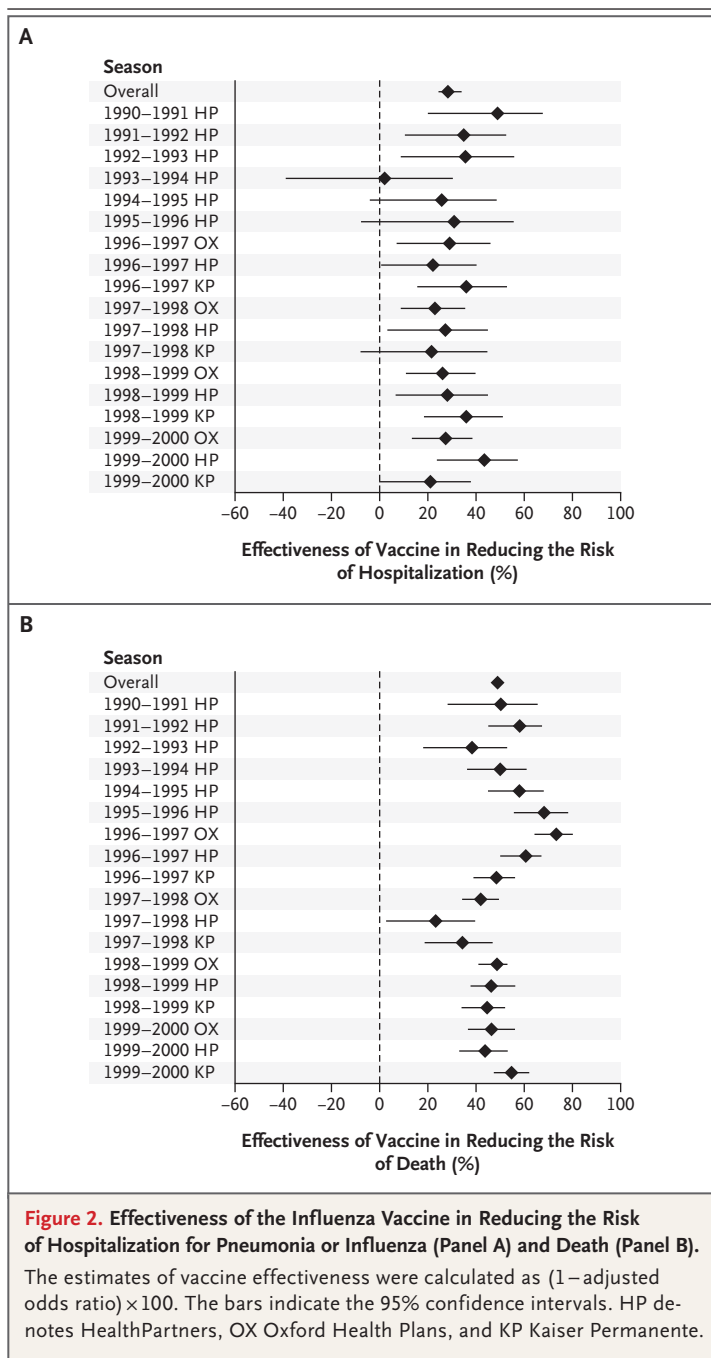 A
Season
Overall
1990–1991 HP
1991–1992 HP
1992–1993 HP
1993–1994 HP
1994–1995 HP
1995–1996 HP
1996–1997 OX
1996–1997 HP
1996–1997 KP
1997–1998 OX
1997–1998 HP
1997–1998 KP
1998–1999 OX
1998–1999 HP
1998–1999 KP
1999–2000 OX
1999–2000 HP
1999–2000 KP
–60 –40 –20 0 20 40 60 80 100
Effectiveness of Vaccine in Reducing the Risk
of Hospitalization (%)
B
Season
Overall
1990–1991 HP
1991–1992 HP
1992–1993 HP
1993–1994 HP
1994–1995 HP
1995–1996 HP
1996–1997 OX
1996–1997 HP
1996–1997 KP
1997–1998 OX
1997–1998 HP
1997–1998 KP
1998–1999 OX
1998–1999 HP
1998–1999 KP
1999–2000 OX
1999–2000 HP
1999–2000 KP
–60 –40 –20 0 20 40 60 80 100
Effectiveness of Vaccine in Reducing the Risk
of Death (%)
Figure 2. Effectiveness of the Influenza Vaccine in Reducing the Risk
of Hospitalization for Pneumonia or Influenza (Panel A) and Death (Panel B).
The estimates of vaccine effectiveness were calculated as (1–adjusted
odds ratio)×100. The bars indicate the 95% confidence intervals. HP de-
notes HealthPartners, OX Oxford Health Plans, and KP Kaiser Permanente.